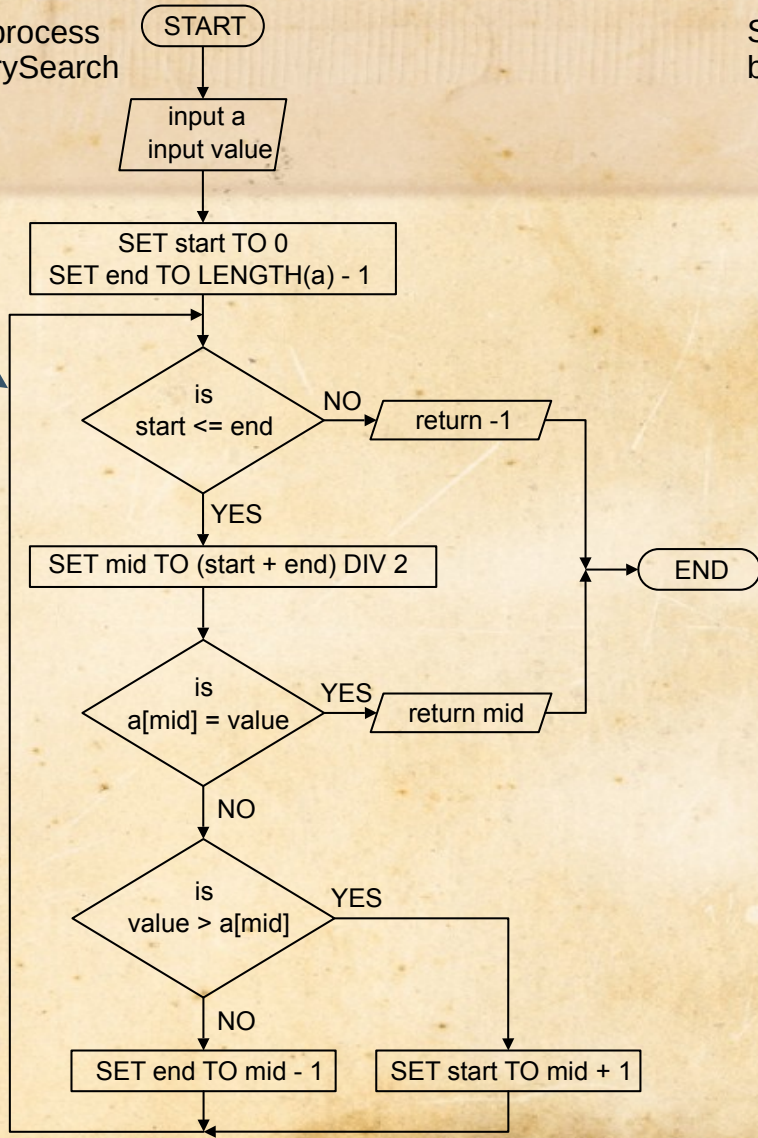 process
rySearch
START
S
b
input a
input value
SET start TO 0
SET end TO LENGTH(a) - 1
is
start <= end
NO
return -1
YES
SET mid TO (start + end) DIV 2
END
is
a[mid] = value
YES
return mid
NO
is
value > a[mid]
YES
NO
SET end TO mid - 1
SET start TO mid + 1